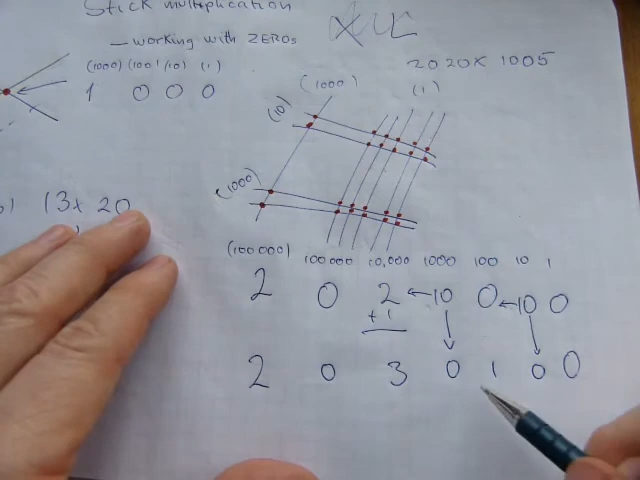 Stick multiplication
— working with ZEROs
(1000) (100) (10) (1)
1 0 0 0
2020 x 1005
(1000) (1)
(10)
(1000)
13 x 20
(100000) 100000 10,000 1000 100 10 1
2 0 2 ← 10 0 ← 10 0
+1
2 0 3 0 1 0 0